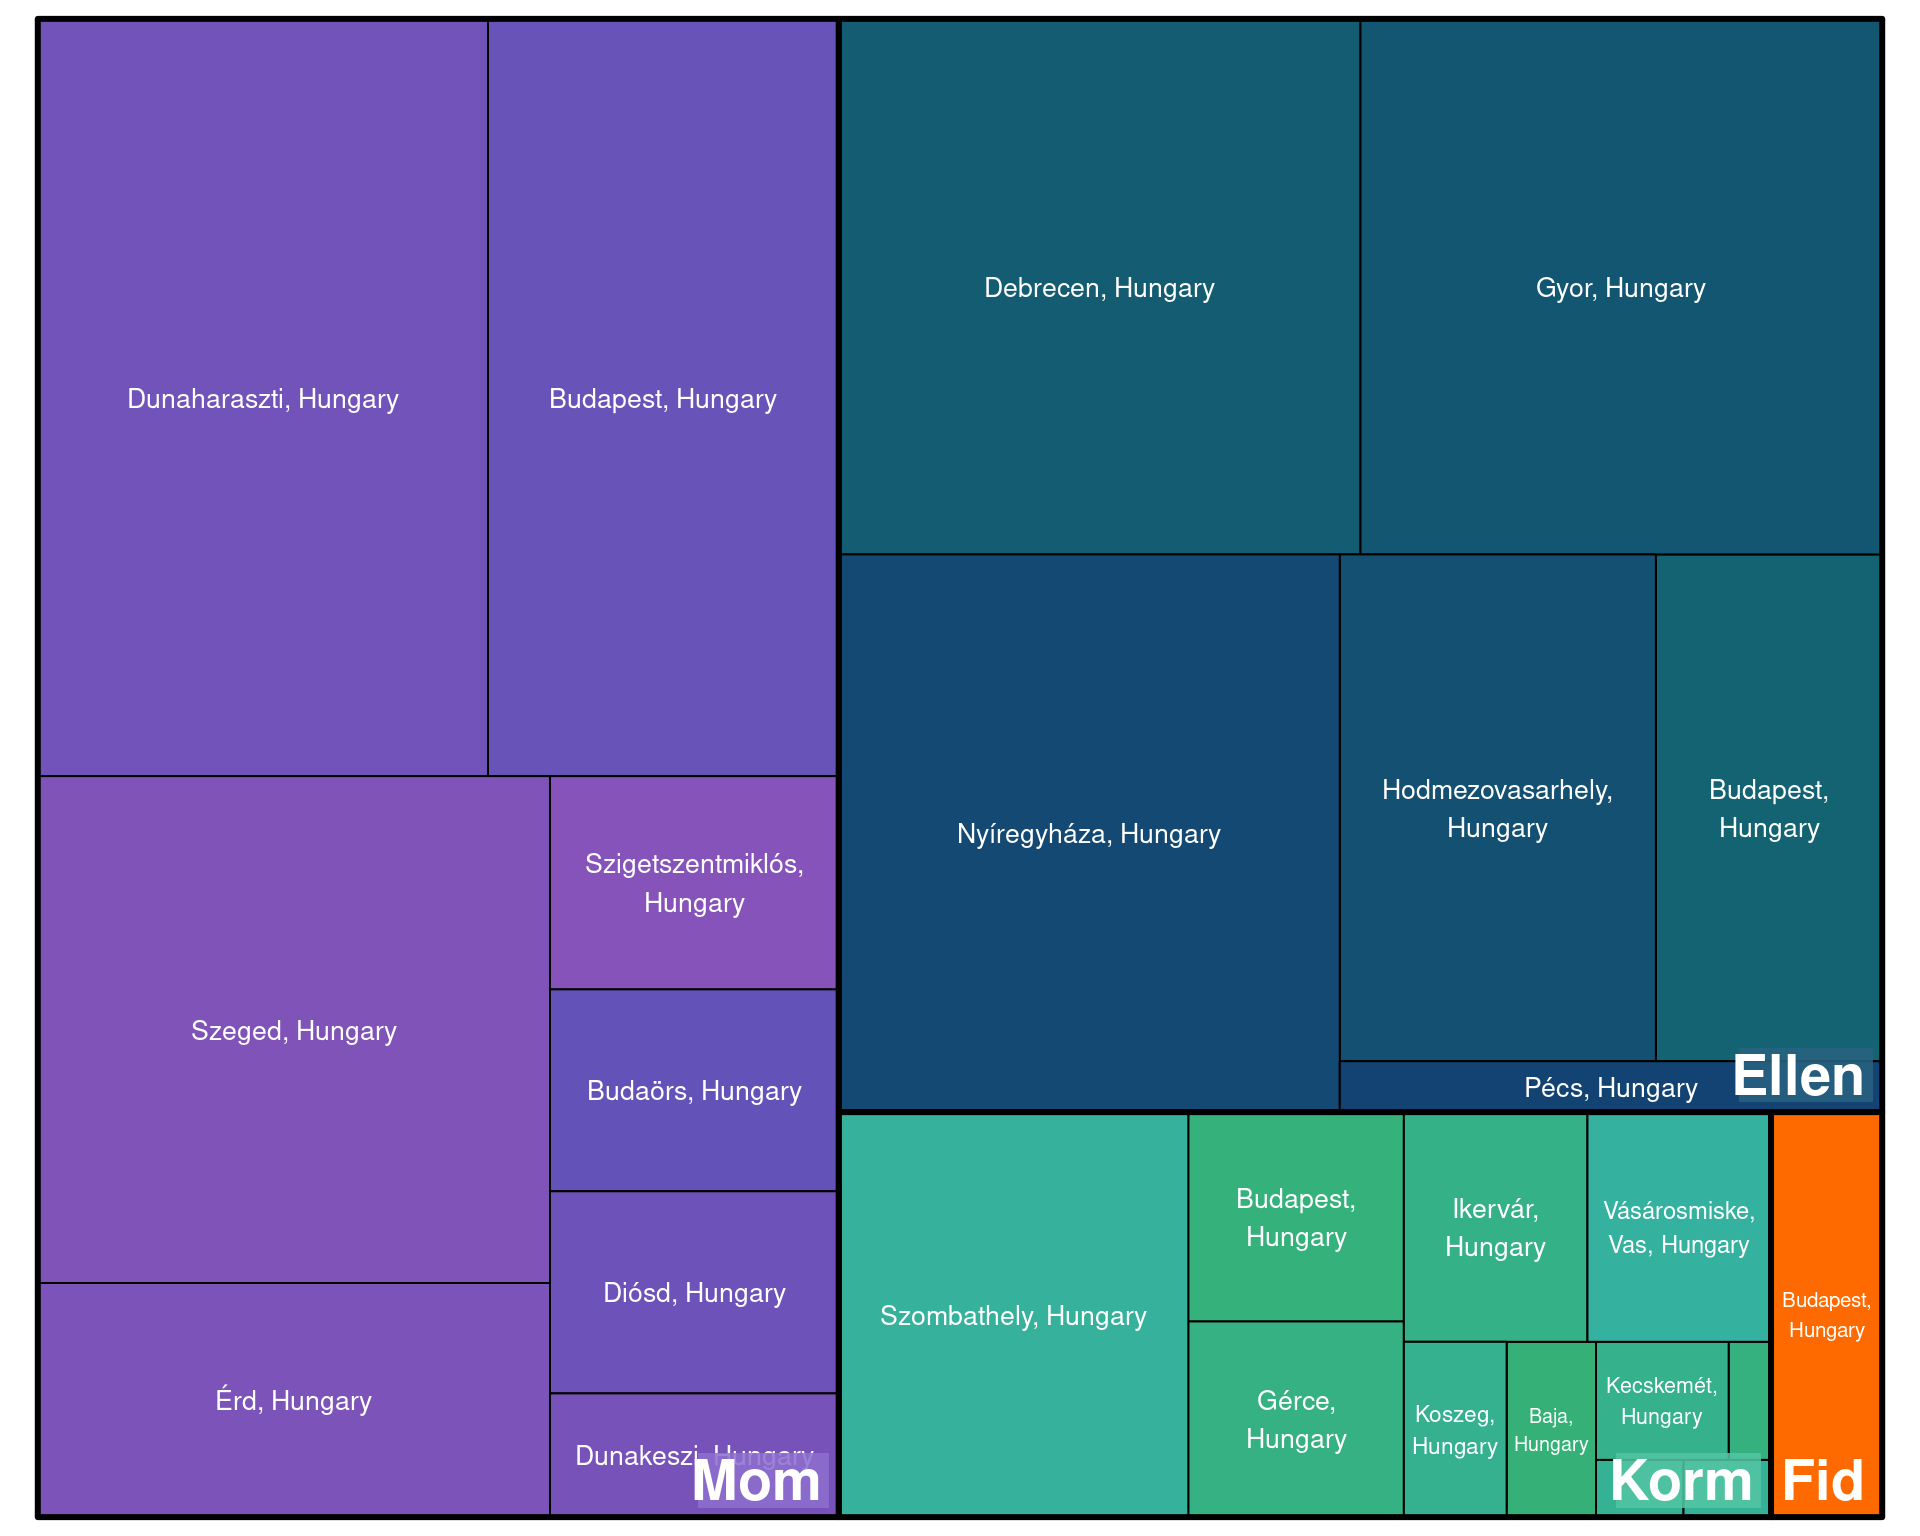 Dunaharaszti, Hungary
Budapest, Hungary
Szeged, Hungary
Szigetszentmiklós,
Hungary
Budaörs, Hungary
Diósd, Hungary
Érd, Hungary
Dunakeszi, Hungary
Mom
Debrecen, Hungary
Gyor, Hungary
Nyíregyháza, Hungary
Hodmezovasarhely,
Hungary
Budapest,
Hungary
Pécs, Hungary
Ellen
Szombathely, Hungary
Budapest,
Hungary
Gérce,
Hungary
Ikervár,
Hungary
Vásárosmiske,
Vas, Hungary
Koszeg,
Hungary
Baja,
Hungary
Kecskemét,
Hungary
Korm
Budapest,
Hungary
Fid